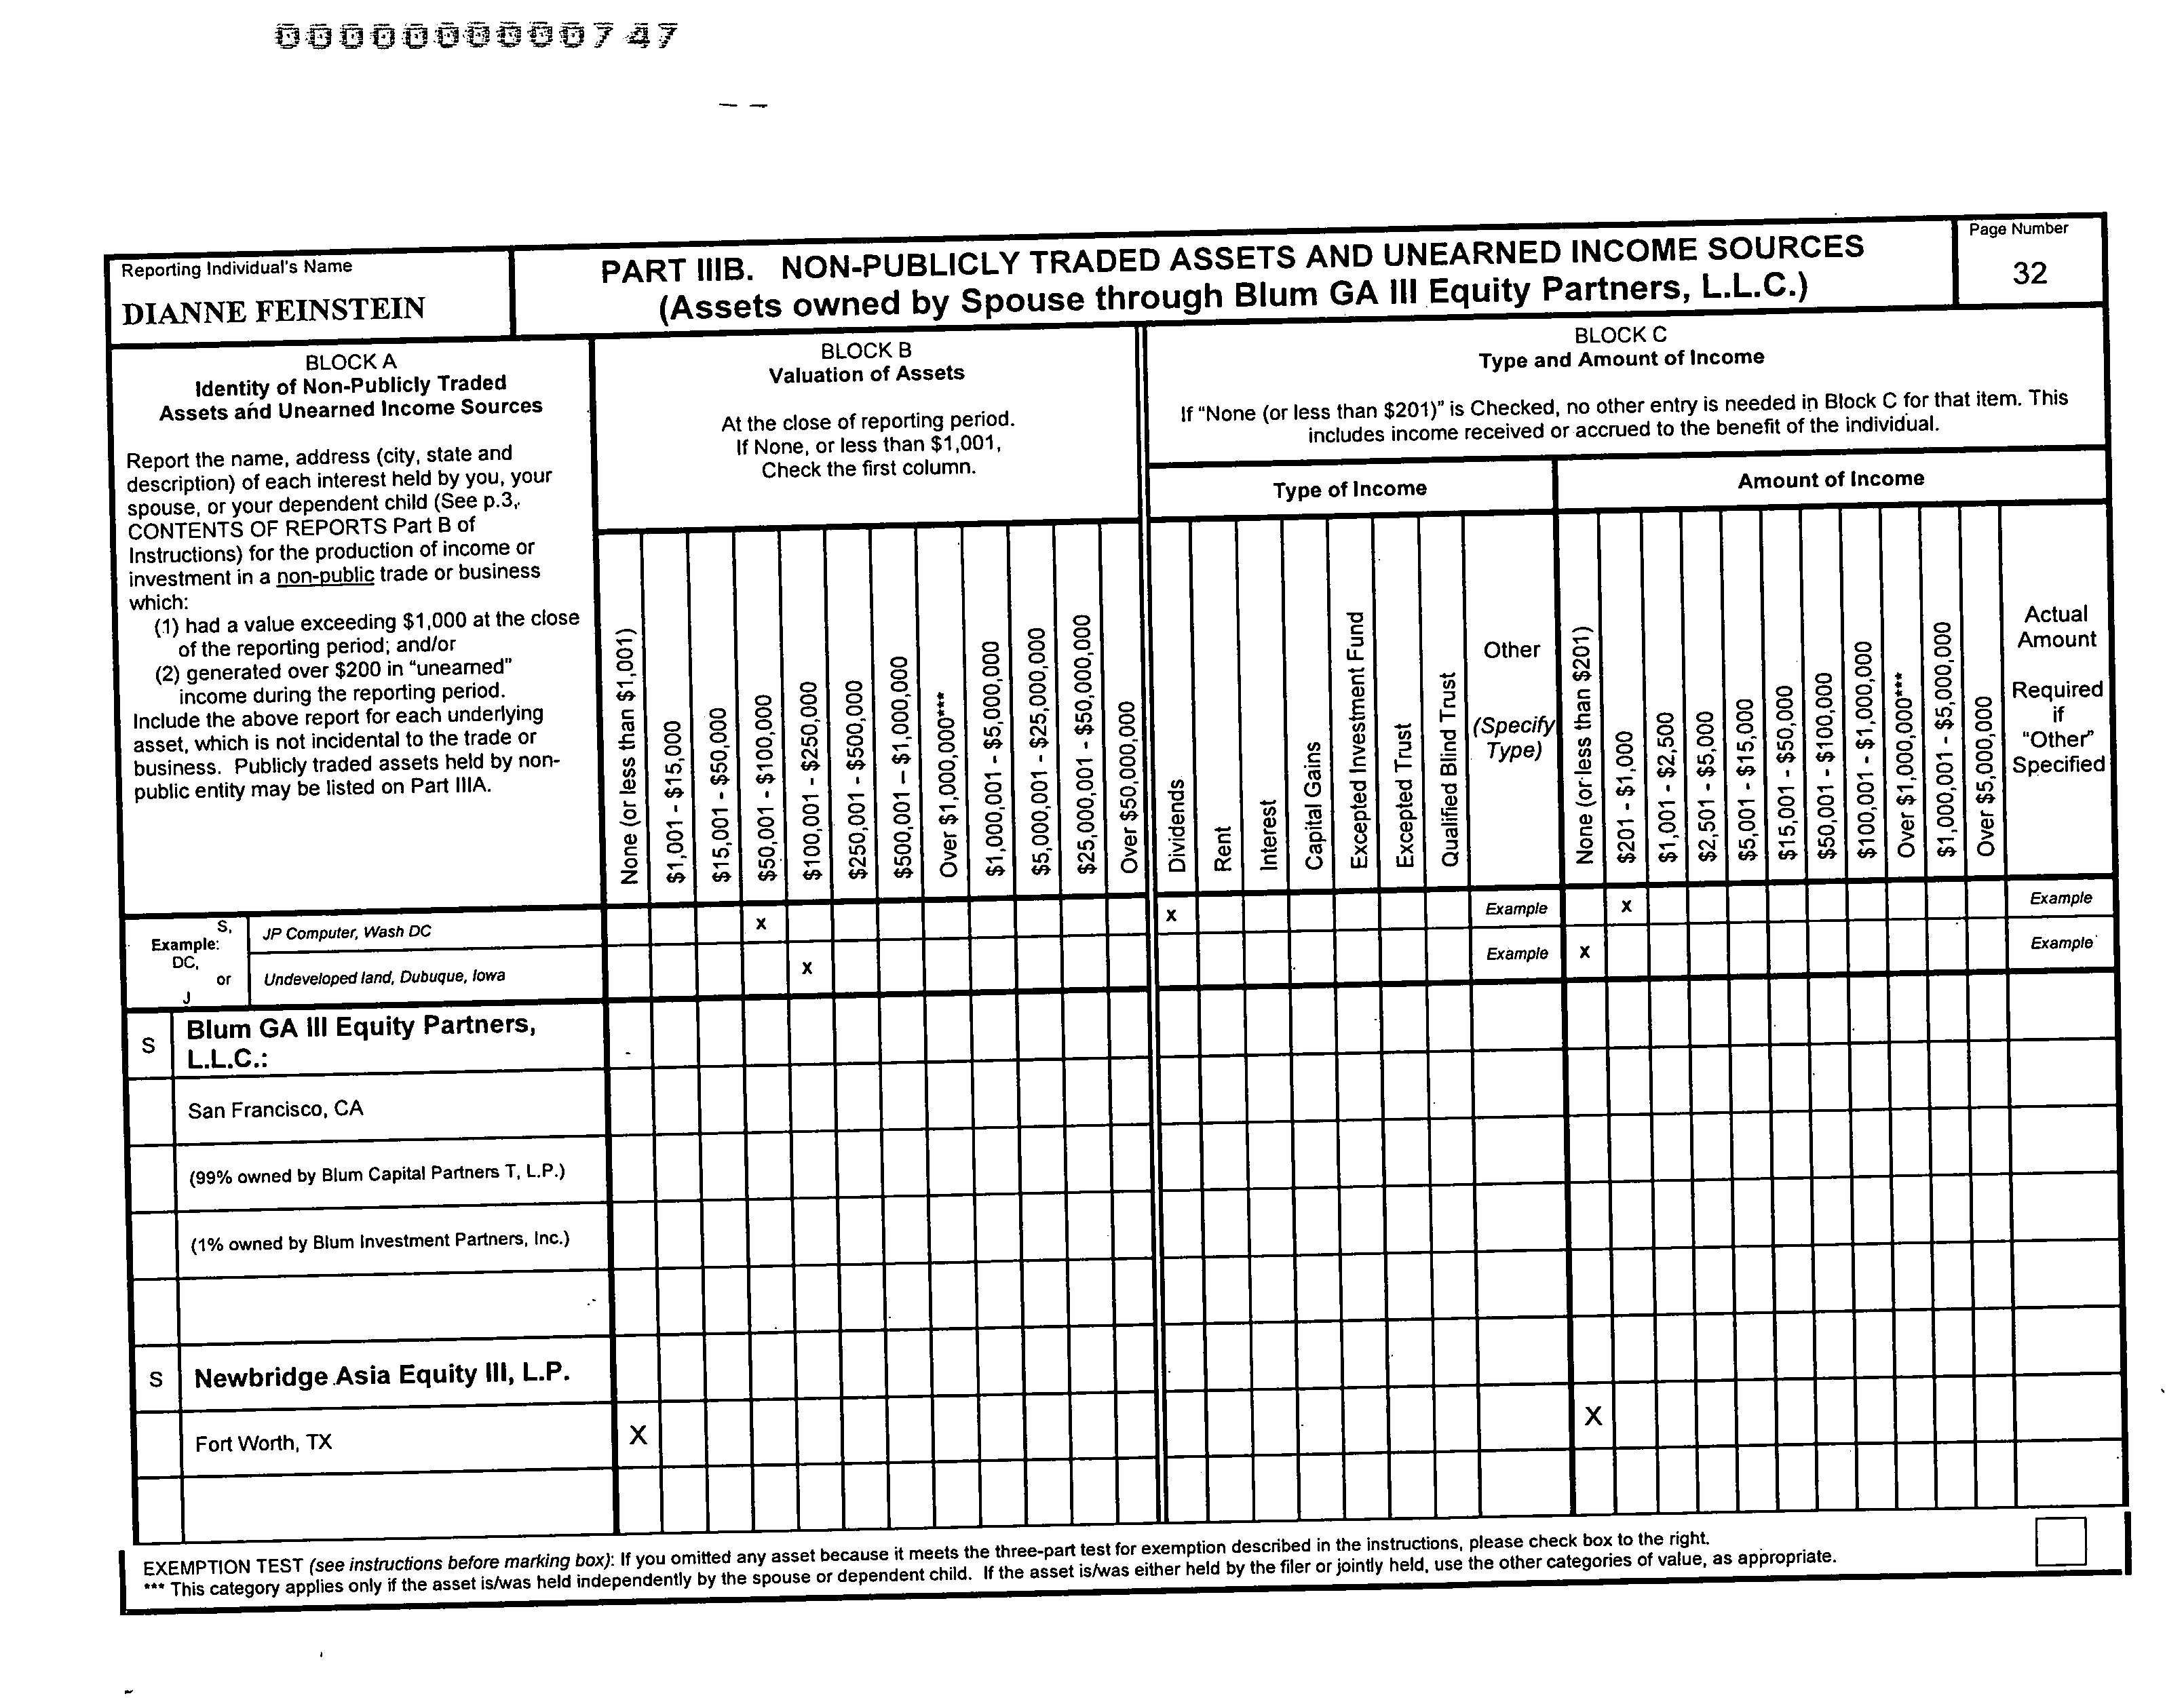 000000000747
Reporting Individual's Name
DIANNE FEINSTEIN
PART IIIB. NON-PUBLICLY TRADED ASSETS AND UNEARNED INCOME SOURCES
(Assets owned by Spouse through Blum GA III Equity Partners, L.L.C.)
Page Number
32
BLOCK A
Identity of Non-Publicly Traded
Assets and Unearned Income Sources
Report the name, address (city, state and
description) of each interest held by you, your
spouse, or your dependent child (See p.3,
CONTENTS OF REPORTS Part B of
Instructions) for the production of income or
investment in a non-public trade or business
which:
(1) had a value exceeding $1,000 at the close
of the reporting period; and/or
(2) generated over $200 in "unearned"
income during the reporting period.
Include the above report for each underlying
asset, which is not incidental to the trade or
business. Publicly traded assets held by non-
public entity may be listed on Part IIIA.
BLOCK B
Valuation of Assets
At the close of reporting period.
If None, or less than $1,001,
Check the first column.
None (or less than $1,001)
$1,001 - $15,000
$15,001 - $50,000
$50,001 - $100,000
$100,001 - $250,000
$250,001 - $500,000
$500,001 – $1,000,000
Over $1,000,000***
$1,000,001 - $5,000,000
$5,000,001 - $25,000,000
$25,000,001 - $50,000,000
Over $50,000,000
BLOCK C
Type and Amount of Income
If "None (or less than $201)" is Checked, no other entry is needed in Block C for that item. This
includes income received or accrued to the benefit of the individual.
Type of Income
Dividends
Rent
Interest
Capital Gains
Excepted Investment Fund
Excepted Trust
Qualified Blind Trust
Other
(Specify
Type)
Amount of Income
None (or less than $201)
$201 - $1,000
$1,001 - $2,500
$2,501 - $5,000
$5,001 - $15,000
$15,001 - $50,000
$50,001 - $100,000
$100,001 - $1,000,000
Over $1,000,000***
$1,000,001 - $5,000,000
Over $5,000,000
Actual
Amount
Required
if
"Other"
Specified
S,
Example:
DC,
or
J
JP Computer, Wash DC
x
x
Example
x
Example
Undeveloped land, Dubuque, Iowa
x
Example
x
Example
S
Blum GA III Equity Partners,
L.L.C.:
San Francisco, CA
(99% owned by Blum Capital Partners T, L.P.)
(1% owned by Blum Investment Partners, Inc.)
S
Newbridge Asia Equity III, L.P.
Fort Worth, TX
X
X
EXEMPTION TEST (see instructions before marking box): If you omitted any asset because it meets the three-part test for exemption described in the instructions, please check box to the right.
*** This category applies only if the asset is/was held independently by the spouse or dependent child. If the asset is/was either held by the filer or jointly held, use the other categories of value, as appropriate.